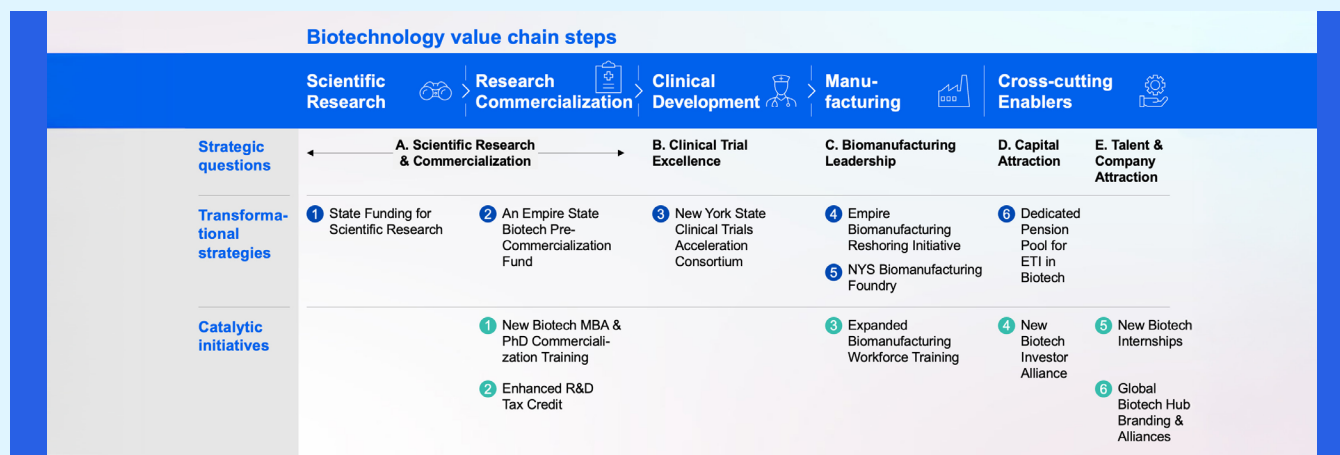 Biotechnology value chain steps
Scientific
Research
Research
Commercialization
Clinical
Development
Manu-
facturing
Cross-cutting
Enablers
Strategic
questions
A. Scientific Research
& Commercialization
B. Clinical Trial
Excellence
C. Biomanufacturing
Leadership
D. Capital
Attraction
E. Talent &
Company
Attraction
Transforma-
tional
strategies
1 State Funding for
Scientific Research
2 An Empire State
Biotech Pre-
Commercialization
Fund
3 New York State
Clinical Trials
Acceleration
Consortium
4 Empire
Biomanufacturing
Reshoring Initiative
5 NYS Biomanufacturing
Foundry
6 Dedicated
Pension
Pool for
ETI in
Biotech
Catalytic
initiatives
1 New Biotech MBA &
PhD Commerciali-
zation Training
2 Enhanced R&D
Tax Credit
3 Expanded
Biomanufacturing
Workforce Training
4 New
Biotech
Investor
Alliance
5 New Biotech
Internships
6 Global
Biotech Hub
Branding &
Alliances